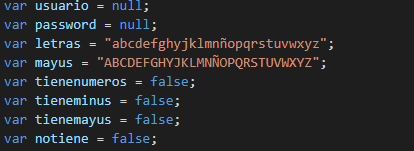 var usuario = null;
var password = null;
var letras = "abcdefghyjklmnñopqrstuvwxyz";
var mayus = "ABCDEFGHYJKLMNÑOPQRSTUVWXYZ";
var tienenumeros = false;
var tieneminus = false;
var tienemayus = false;
var notiene = false;